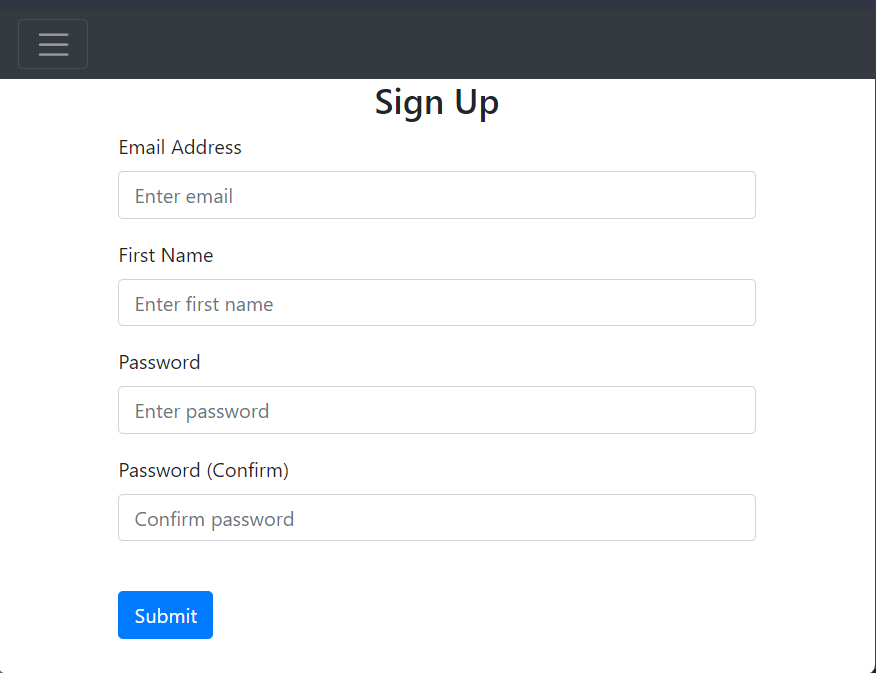 Sign Up
Email Address
Enter email
First Name
Enter first name
Password
Enter password
Password (Confirm)
Confirm password
Submit